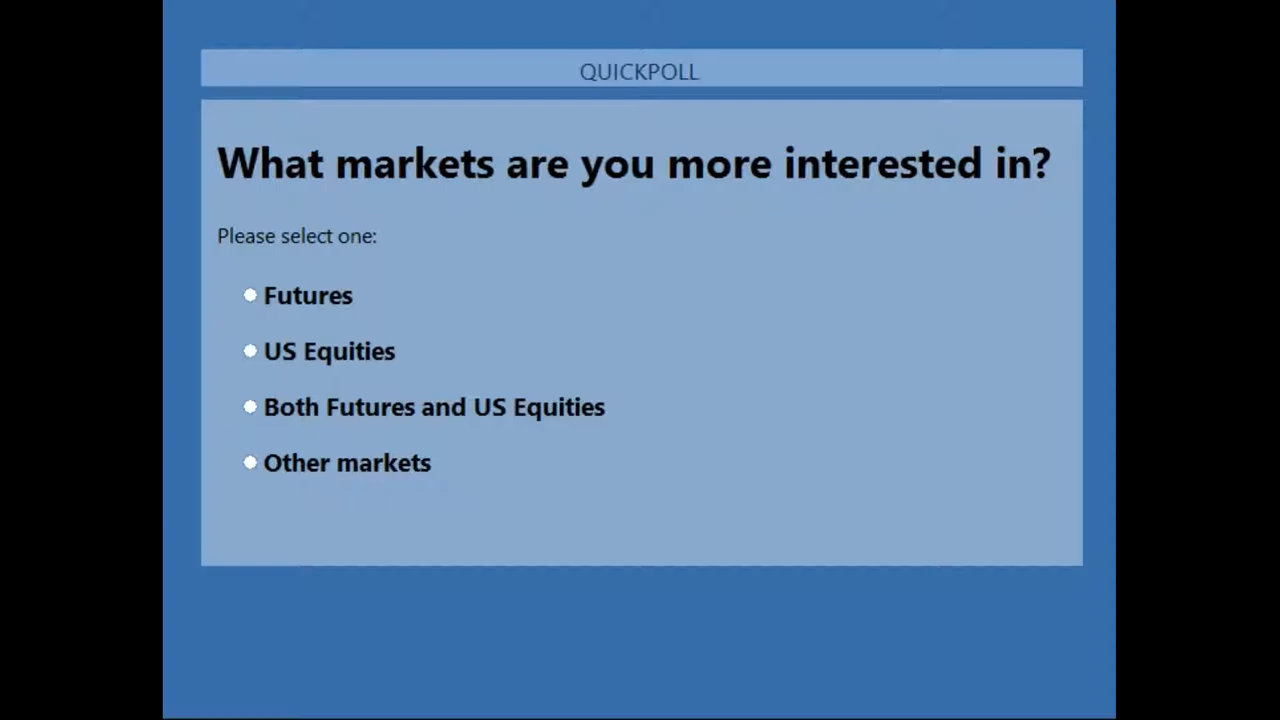 QUICKPOLL
What markets are you more interested in?
Please select one:
Futures
US Equities
Both Futures and US Equities
Other markets